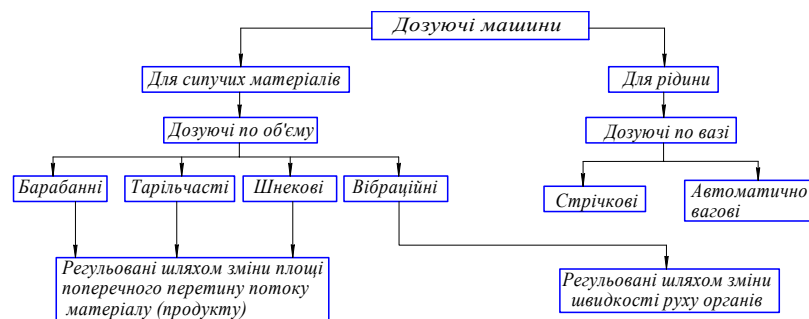 Дозуючі машини
Для сипучих матеріалів
Для рідини
Дозуючі по об'єму
Дозуючі по вазі
Барабанні
Тарільчасті
Шнекові
Вібраційні
Стрічкові
Автоматично
вагові
Регульовані шляхом зміни площі
поперечного перетину потоку
матеріалу (продукту)
Регульовані шляхом зміни
швидкості руху органів